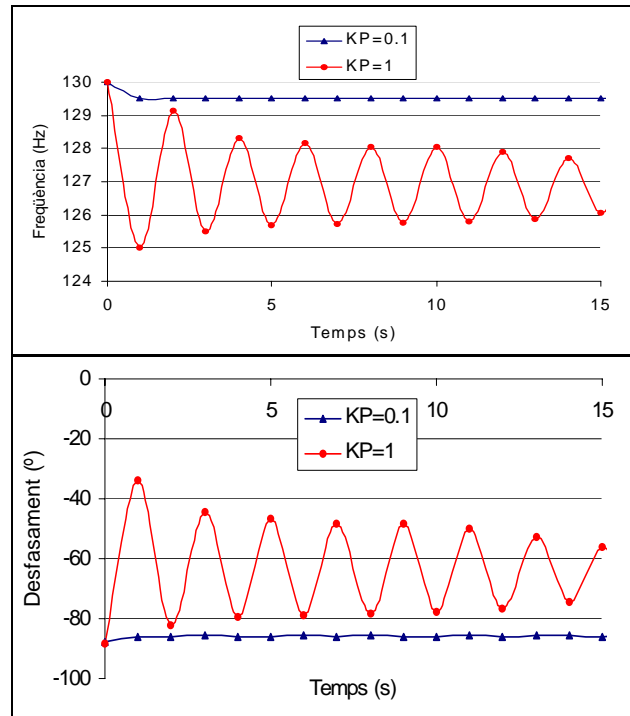 KP=0.1
KP=1
Freqüència (Hz)
130
129
128
127
126
125
124
0 5 10 15
Temps (s)
KP=0.1
KP=1
Desfasament (º)
0
-20
-40
-60
-80
-100
0 5 10 15
Temps (s)